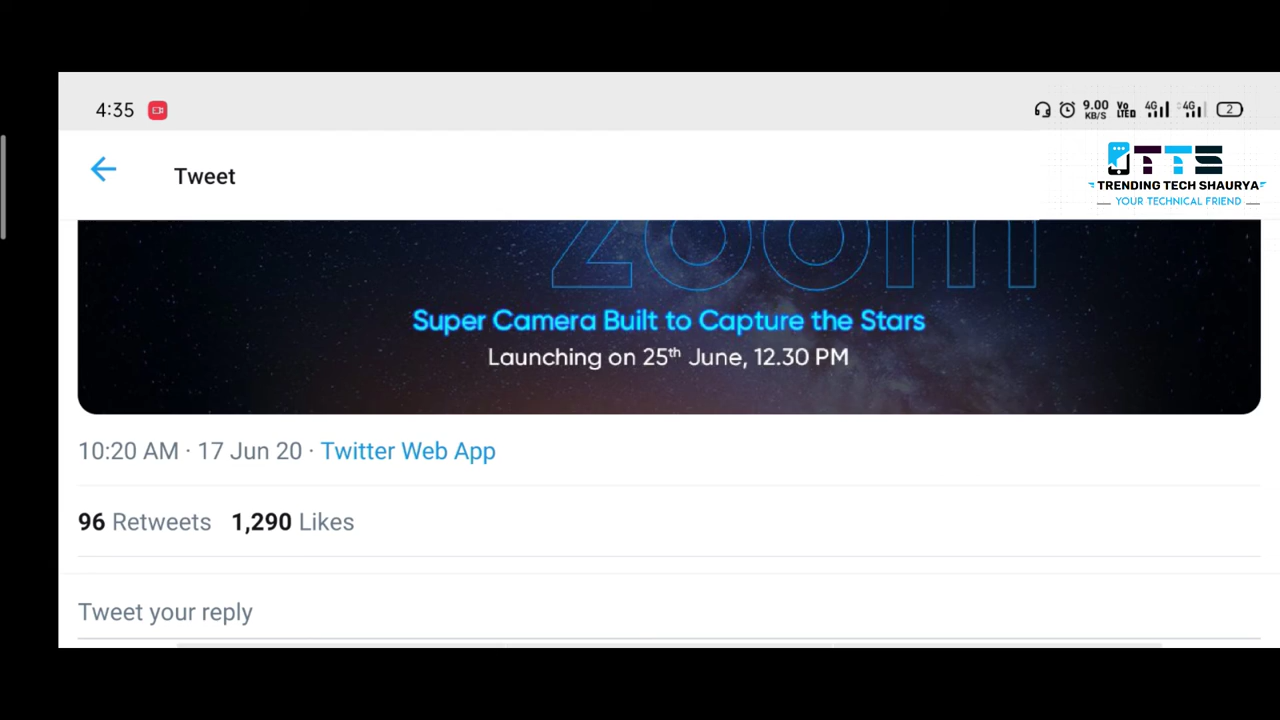 4:35
9.00 KB/S Vo LTE 4G 4G 2
Tweet
TTS
TRENDING TECH SHAURYA
YOUR TECHNICAL FRIEND
zoom
Super Camera Built to Capture the Stars
Launching on 25th June, 12.30 PM
10:20 AM · 17 Jun 20 · Twitter Web App
96 Retweets 1,290 Likes
Tweet your reply